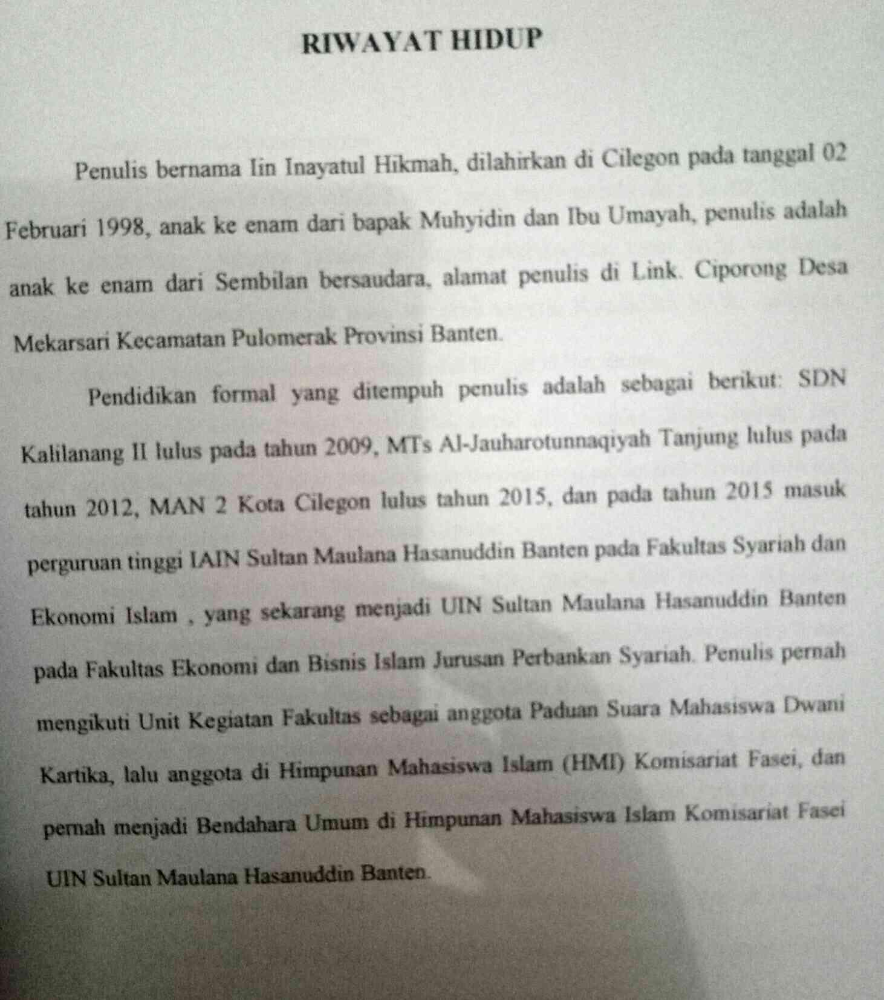 RIWAYAT HIDUP
Penulis bernama Iin Inayatul Hikmah, dilahirkan di Cilegon pada tanggal 02
Februari 1998, anak ke enam dari bapak Muhyidin dan Ibu Umayah, penulis adalah
anak ke enam dari Sembilan bersaudara, alamat penulis di Link. Ciporong Desa
Mekarsari Kecamatan Pulomerak Provinsi Banten.
Pendidikan formal yang ditempuh penulis adalah sebagai berikut: SDN
Kalilanang II lulus pada tahun 2009, MTs Al-Jauharotunnaqiyah Tanjung lulus pada
tahun 2012, MAN 2 Kota Cilegon lulus tahun 2015, dan pada tahun 2015 masuk
perguruan tinggi IAIN Sultan Maulana Hasanuddin Banten pada Fakultas Syariah dan
Ekonomi Islam , yang sekarang menjadi UIN Sultan Maulana Hasanuddin Banten
pada Fakultas Ekonomi dan Bisnis Islam Jurusan Perbankan Syariah. Penulis pernah
mengikuti Unit Kegiatan Fakultas sebagai anggota Paduan Suara Mahasiswa Dwani
Kartika, lalu anggota di Himpunan Mahasiswa Islam (HMI) Komisariat Fasei, dan
pernah menjadi Bendahara Umum di Himpunan Mahasiswa Islam Komisariat Fasei
UIN Sultan Maulana Hasanuddin Banten.